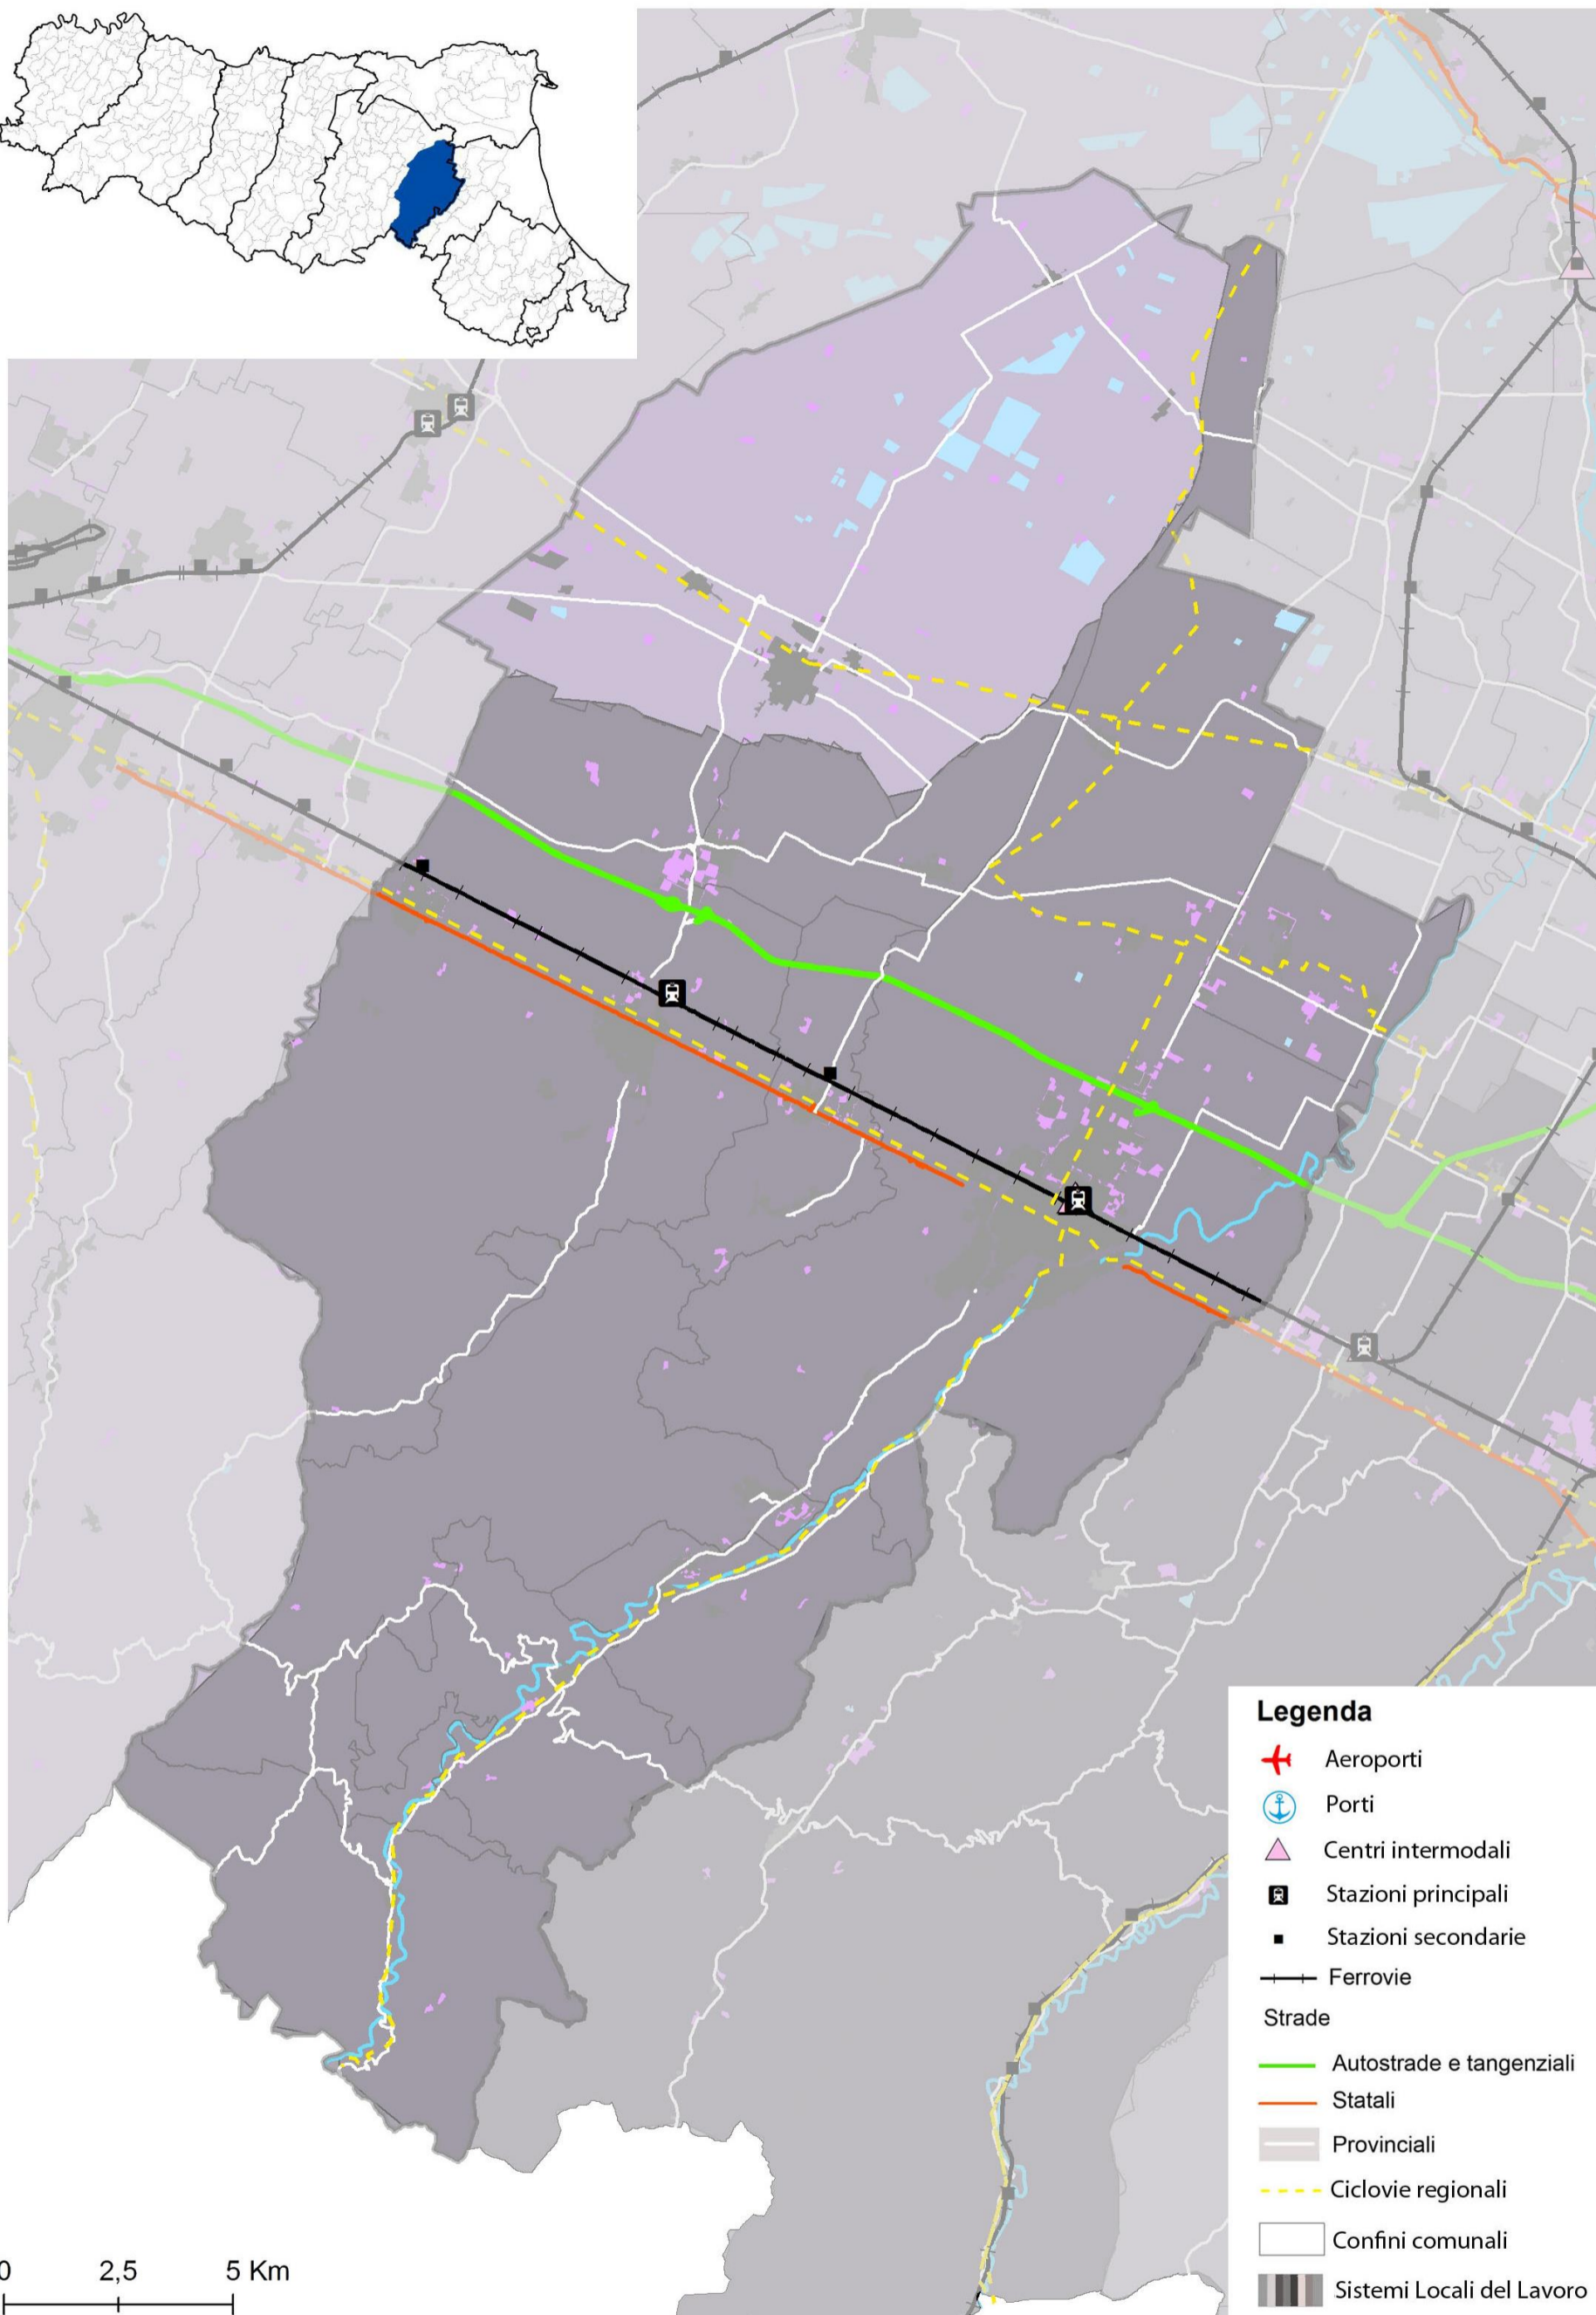 Legenda
Aeroporti
Porti
Centri intermodali
Stazioni principali
Stazioni secondarie
Ferrovie
Strade
Autostrade e tangenziali
Statali
Provinciali
Ciclovie regionali
Confini comunali
Sistemi Locali del Lavoro
0 2,5 5 Km